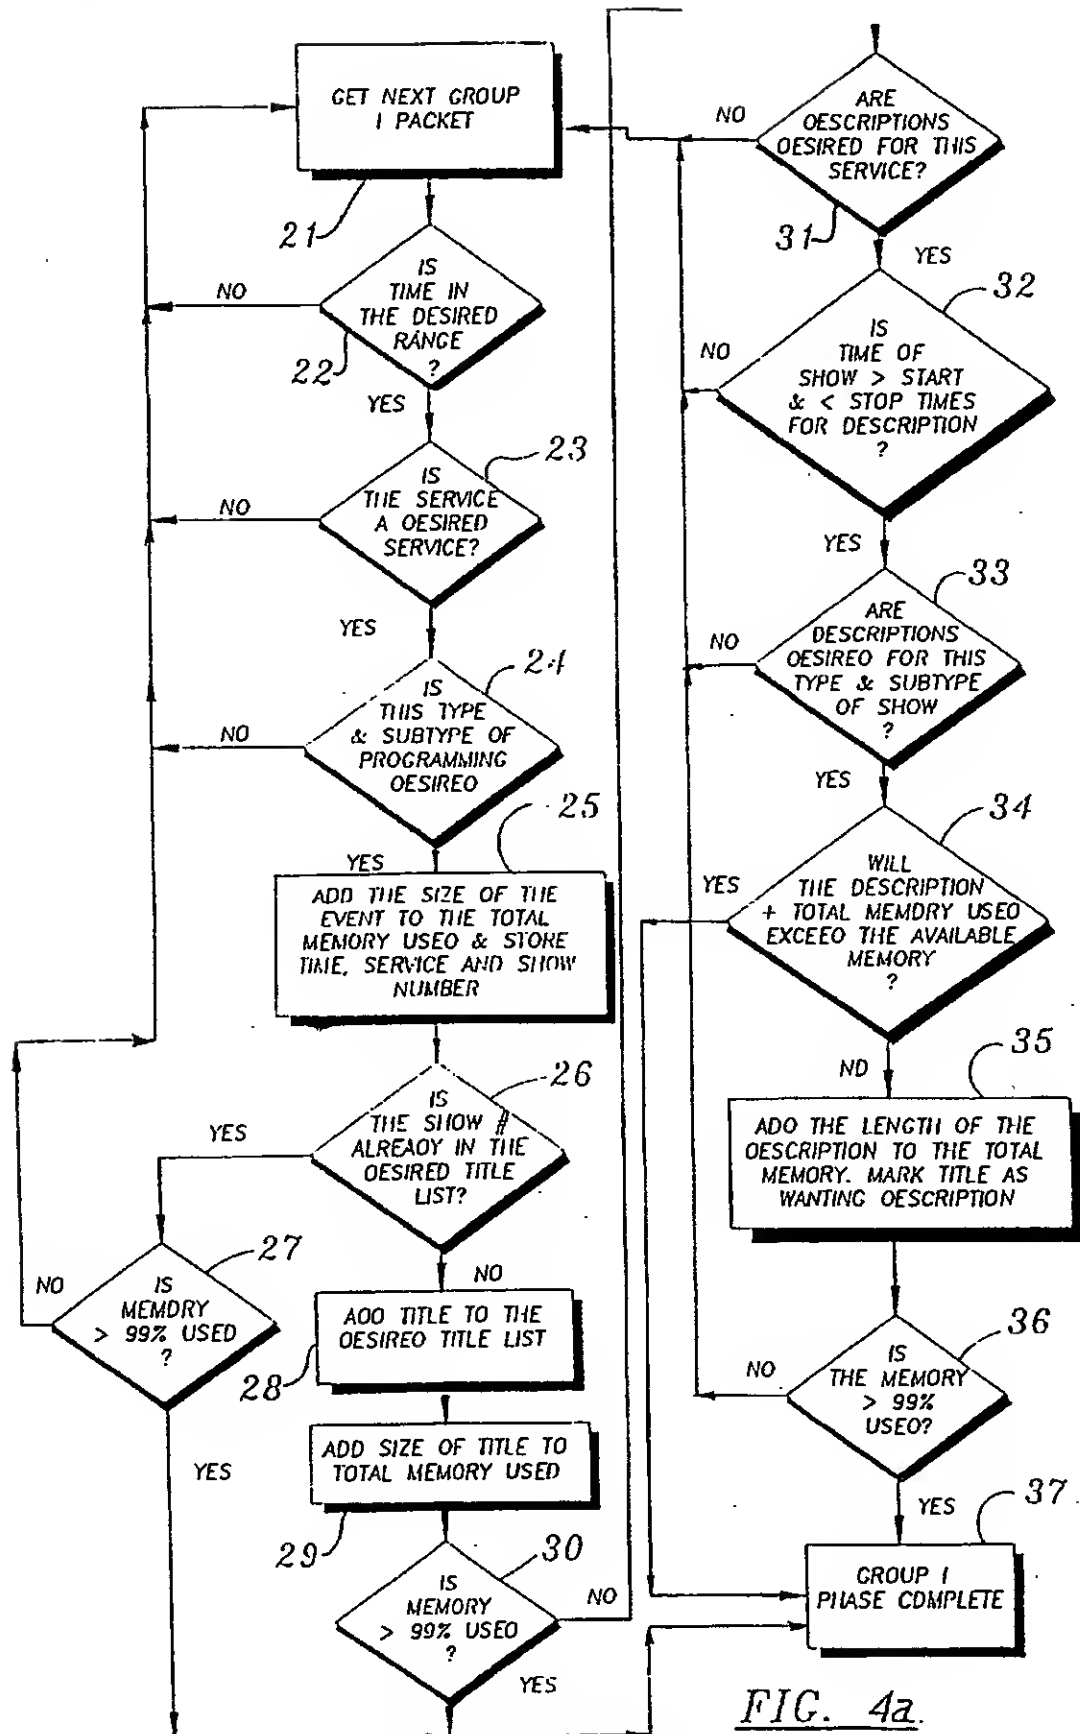 GET NEXT GROUP
I PACKET
21
IS
TIME IN
THE DESIRED
RANGE
?
22
NO
YES
23
IS
THE SERVICE
A OESIRED
SERVICE?
NO
YES
24
IS
THIS TYPE
& SUBTYPE OF
PROGRAMMING
OESIREO
NO
25
YES
ADD THE SIZE OF THE
EVENT TO THE TOTAL
MEMORY USEO & STORE
TIME, SERVICE AND SHOW
NUMBER
26
IS
THE SHOW #
ALREAOY IN THE
OESIRED TITLE
LIST?
YES
27
NO
IS
MEMDRY
> 99% USED
?
YES
NO
AOO TITLE TO THE
OESIREO TITLE LIST
28
ADD SIZE OF TITLE TO
TOTAL MEMORY USED
29
30
IS
MEMORY
> 99% USEO
?
NO
YES
ARE
OESCRIPTIONS
OESIRED FOR THIS
SERVICE?
NO
31
YES
32
IS
TIME OF
SHOW > START
& < STOP TIMES
FOR DESCRIPTION
?
NO
YES
33
ARE
DESCRIPTIONS
OESIREO FOR THIS
TYPE & SUBTYPE
OF SHOW
?
NO
YES
34
WILL
THE DESCRIPTION
+ TOTAL MEMDRY USED
EXCEEO THE AVAILABLE
MEMORY
?
YES
ND
35
ADO THE LENGTH OF THE
OESCRIPTION TO THE TOTAL
MEMORY. MARK TITLE AS
WANTING OESCRIPTION
36
IS
THE MEMORY
> 99%
USEO?
NO
YES
37
GROUP I
PHASE COMPLETE
FIG. 4a.